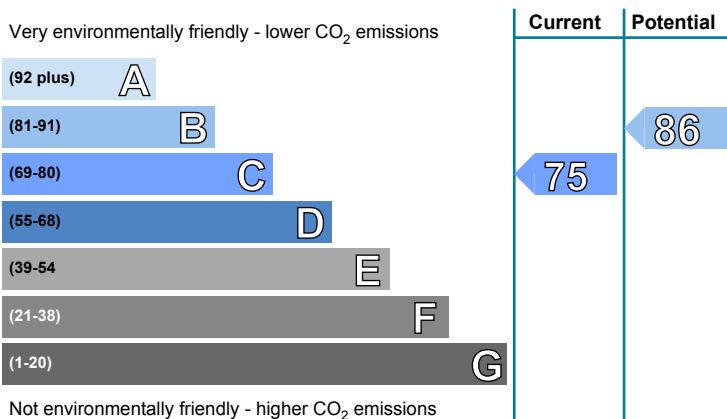 Very environmentally friendly - lower CO2 emissions
Current
Potential
(92 plus) A
(81-91) B
86
(69-80) C
75
(55-68) D
(39-54 E
(21-38) F
(1-20) G
Not environmentally friendly - higher CO2 emissions